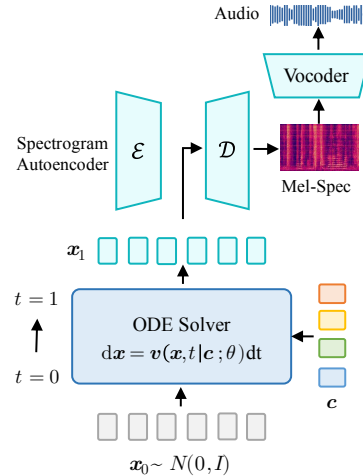 Audio
Vocoder
Spectrogram
Autoencoder
ℰ
𝒟
Mel-Spec
x₁
t = 1
ODE Solver
dx = v(x,t|c;θ)dt
t = 0
c
x₀~ N(0, I)